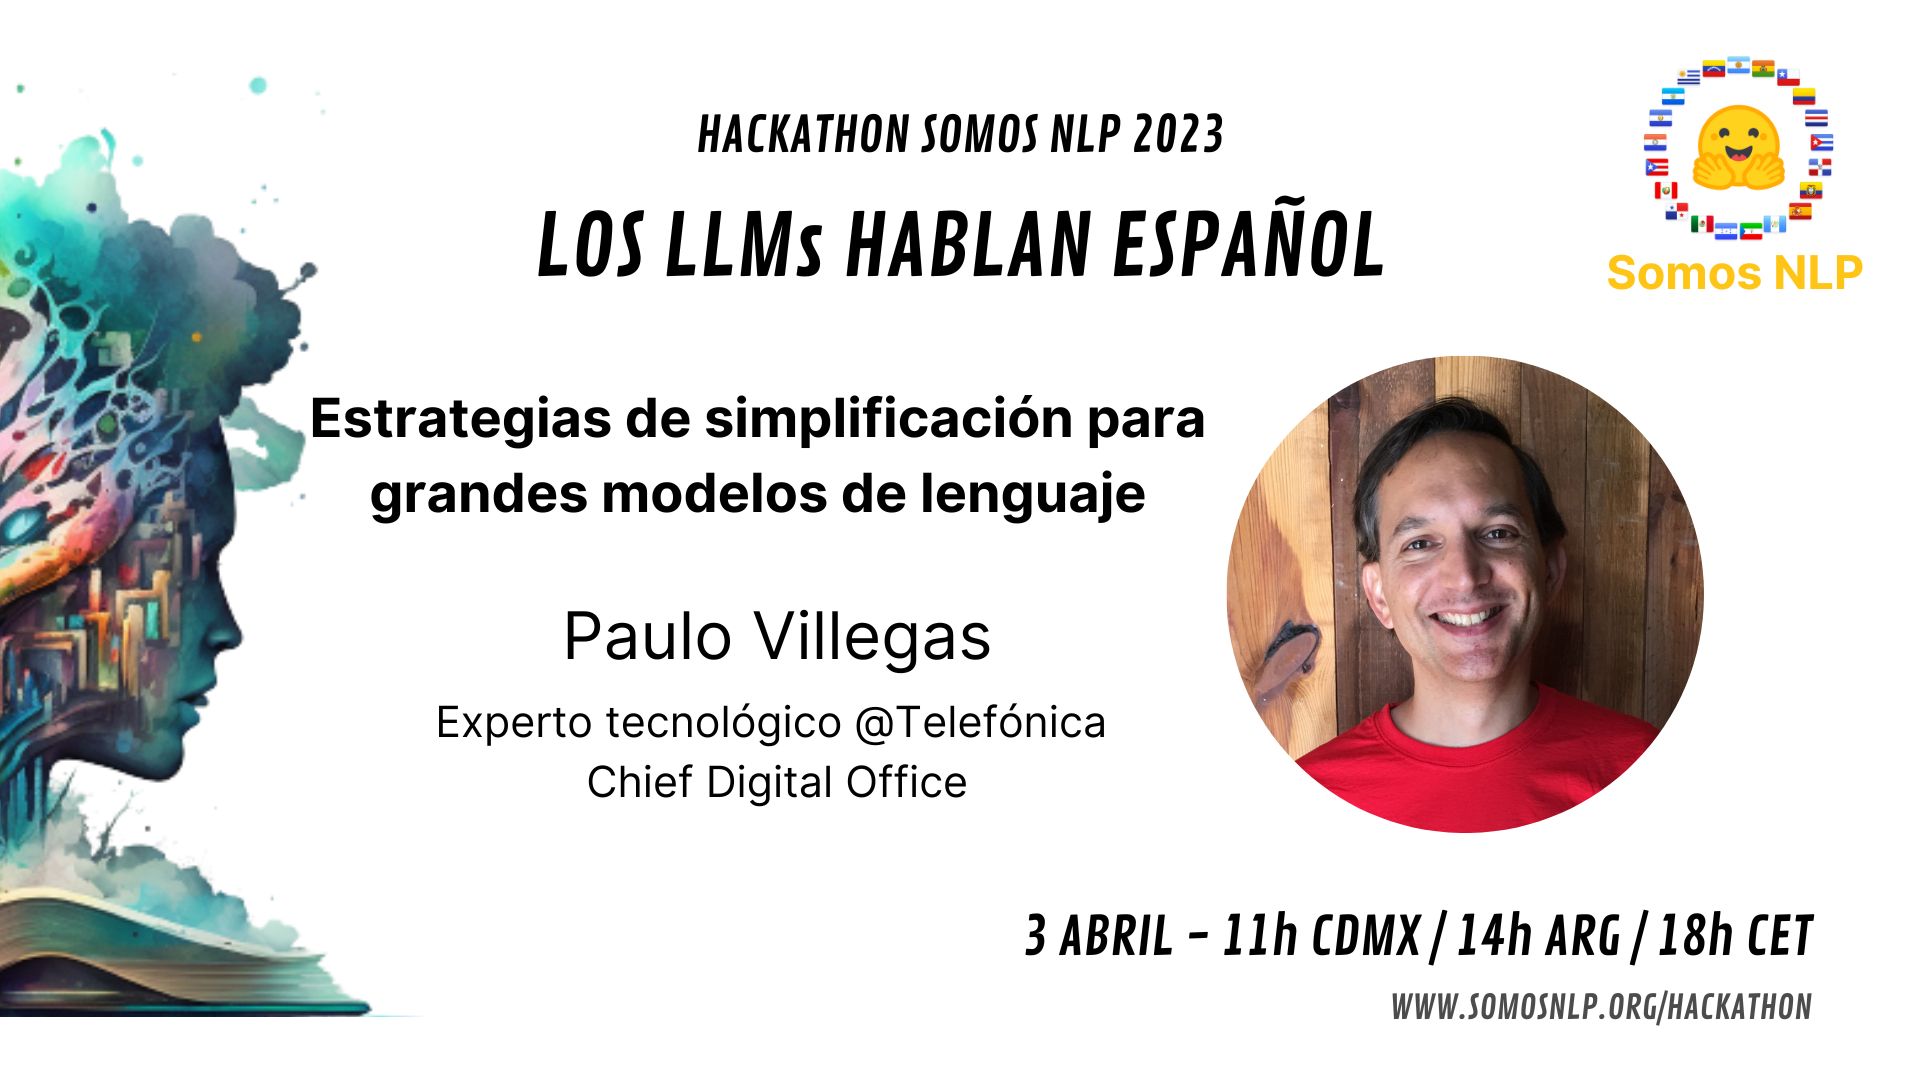 HACKATHON SOMOS NLP 2023
LOS LLMs HABLAN ESPAÑOL
Somos NLP
Estrategias de simplificación para
grandes modelos de lenguaje
Paulo Villegas
Experto tecnológico @Telefónica
Chief Digital Office
3 ABRIL - 11h CDMX / 14h ARG / 18h CET
WWW.SOMOSNLP.ORG/HACKATHON